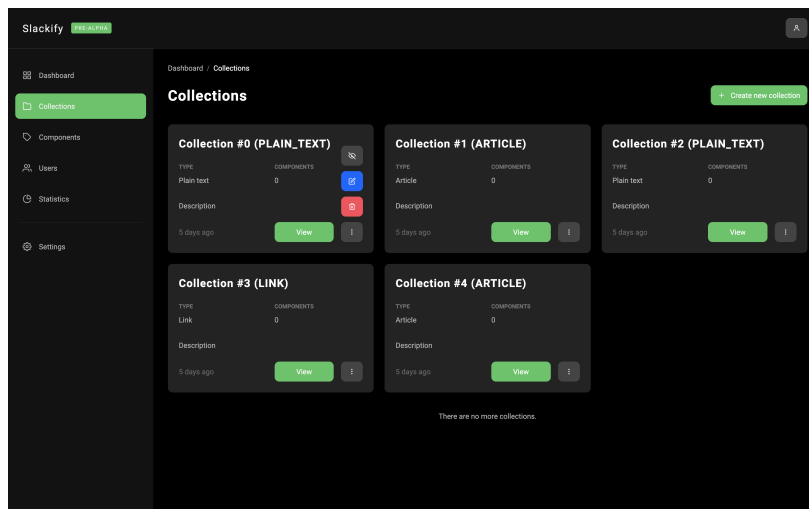 Slackify PRE-ALPHA
Dashboard
Collections
Components
Users
Statistics
Settings
Dashboard / Collections
Collections
+ Create new collection
Collection #0 (PLAIN_TEXT)
TYPE COMPONENTS
Plain text 0
Description
5 days ago View
Collection #1 (ARTICLE)
TYPE COMPONENTS
Article 0
Description
5 days ago View
Collection #2 (PLAIN_TEXT)
TYPE COMPONENTS
Plain text 0
Description
5 days ago View
Collection #3 (LINK)
TYPE COMPONENTS
Link 0
Description
5 days ago View
Collection #4 (ARTICLE)
TYPE COMPONENTS
Article 0
Description
5 days ago View
There are no more collections.